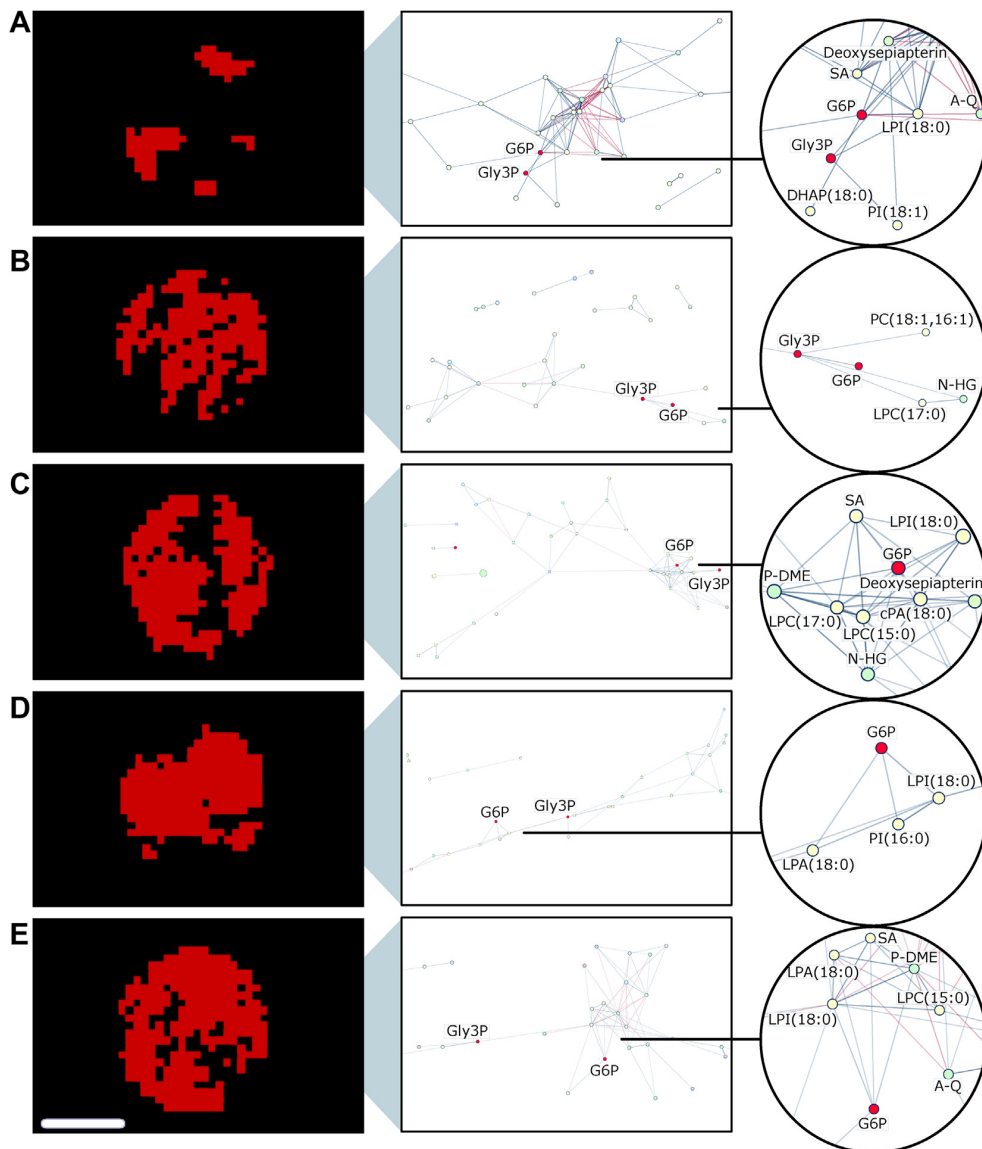 A
G6P
Gly3P
Deoxysepiapterin
SA
A-Q
G6P
LPI(18:0)
Gly3P
DHAP(18:0)
PI(18:1)
B
Gly3P
G6P
PC(18:1,16:1)
Gly3P
G6P
N-HG
LPC(17:0)
C
G6P
Gly3P
SA
LPI(18:0)
G6P
P-DME
Deoxysepiapterin
LPC(17:0)
cPA(18:0)
LPC(15:0)
N-HG
D
G6P
Gly3P
G6P
LPI(18:0)
PI(16:0)
LPA(18:0)
E
Gly3P
G6P
SA
P-DME
LPA(18:0)
LPC(15:0)
LPI(18:0)
A-Q
G6P